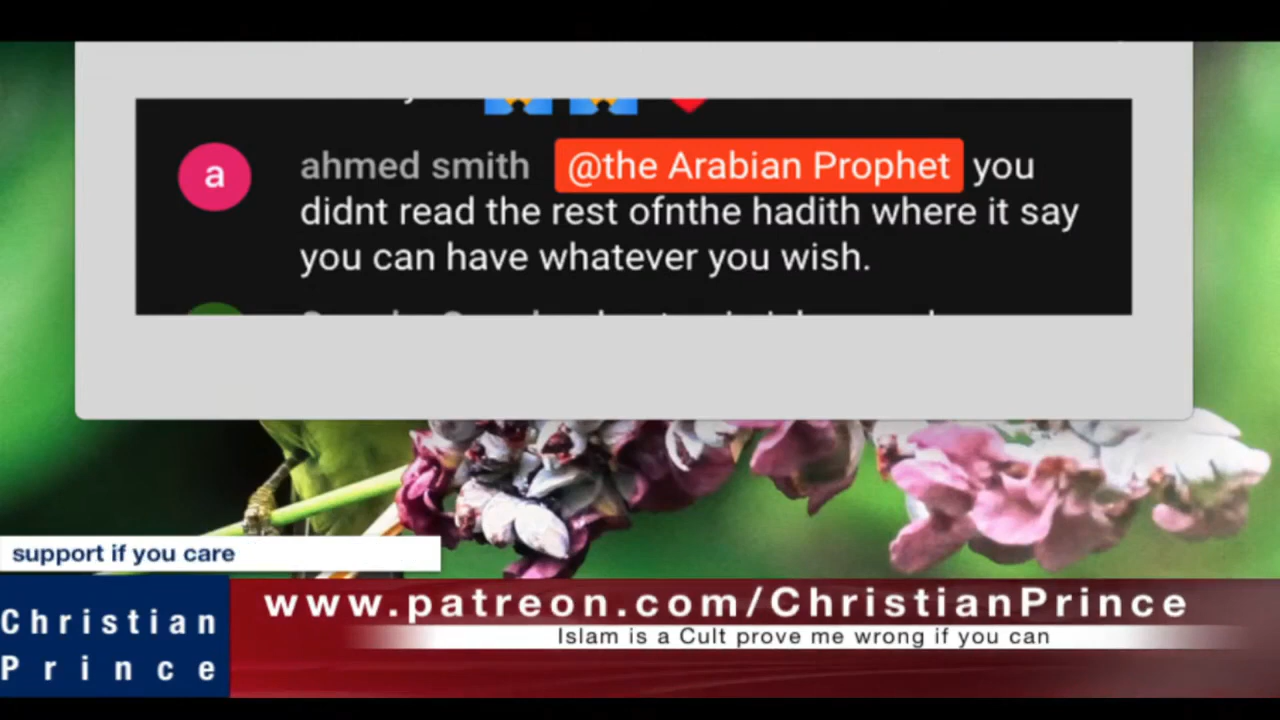 a
ahmed smith @the Arabian Prophet you
didnt read the rest ofnthe hadith where it say
you can have whatever you wish.
support if you care
Christian
Prince
www.patreon.com/ChristianPrince
Islam is a Cult prove me wrong if you can